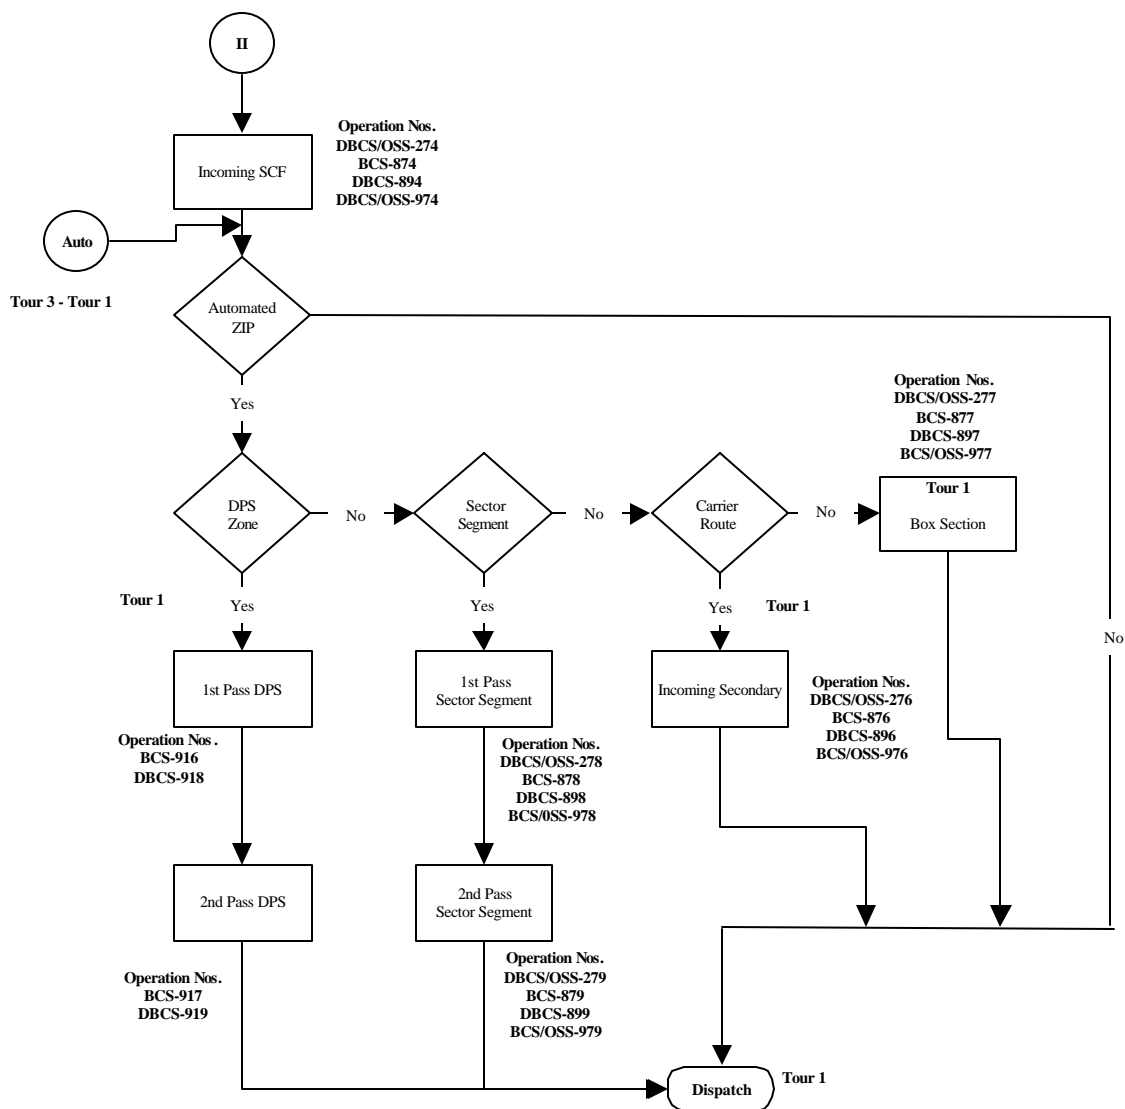 II
Operation Nos.
DBCS/OSS-274
BCS-874
DBCS-894
DBCS/OSS-974
Incoming SCF
Auto
Tour 3 - Tour 1
Automated
ZIP
Yes
Operation Nos.
DBCS/OSS-277
BCS-877
DBCS-897
BCS/OSS-977
DPS
Zone
No
Sector
Segment
No
Carrier
Route
No
Tour 1
Box Section
Tour 1
Yes
Yes
Yes
Tour 1
No
1st Pass DPS
1st Pass
Sector Segment
Incoming Secondary
Operation Nos.
DBCS/OSS-276
BCS-876
DBCS-896
BCS/OSS-976
Operation Nos.
BCS-916
DBCS-918
Operation Nos.
DBCS/OSS-278
BCS-878
DBCS-898
BCS/0SS-978
2nd Pass DPS
2nd Pass
Sector Segment
Operation Nos.
BCS-917
DBCS-919
Operation Nos.
DBCS/OSS-279
BCS-879
DBCS-899
BCS/OSS-979
Dispatch
Tour 1